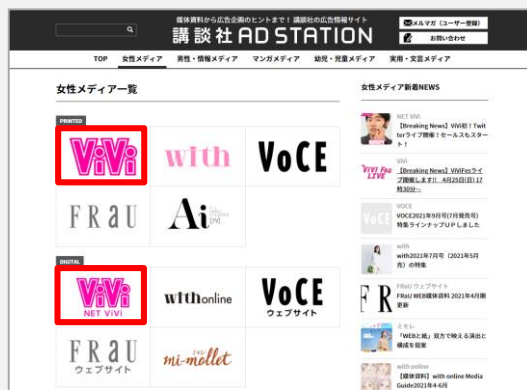 媒体資料から広告企画のヒントまで！ 講談社の広告情報サイト
講談社 AD STATION
メルマガ（ユーザー登録）
お問い合わせ
TOP 女性メディア 男性・情報メディア マンガメディア 幼児・児童メディア 実用・文芸メディア
女性メディア一覧
PRINTED
ViVi
with
VoCE
FRaU
Ai
[ViVi]
DIGITAL
ViVi
NET ViVi
withonline
VoCE
ウェブサイト
FRaU
ウェブサイト
mi-mollet
女性メディア新着NEWS
NET ViVi
【Breaking News】ViVi初！Twit
terライブ開催！セールスもスター
ト！
ViVi Fes
LIVE
ViVi
【Breaking News】ViViFesライ
ブ開催します!! 4月25日(日) 17
時30分～
VOCE
VOCE2021年9月号(7月発売号)
特集ラインナップUPしました
with
with2021年7月号（2021年5月
売）の特集
FRaUウェブサイト
FRaU WEB媒体資料 2021年4月期
更新
ミモレ
「WEBと紙」双方で映える演出と
構成を提案
with online
【媒体資料】with online Media
Guide2021年4-6月